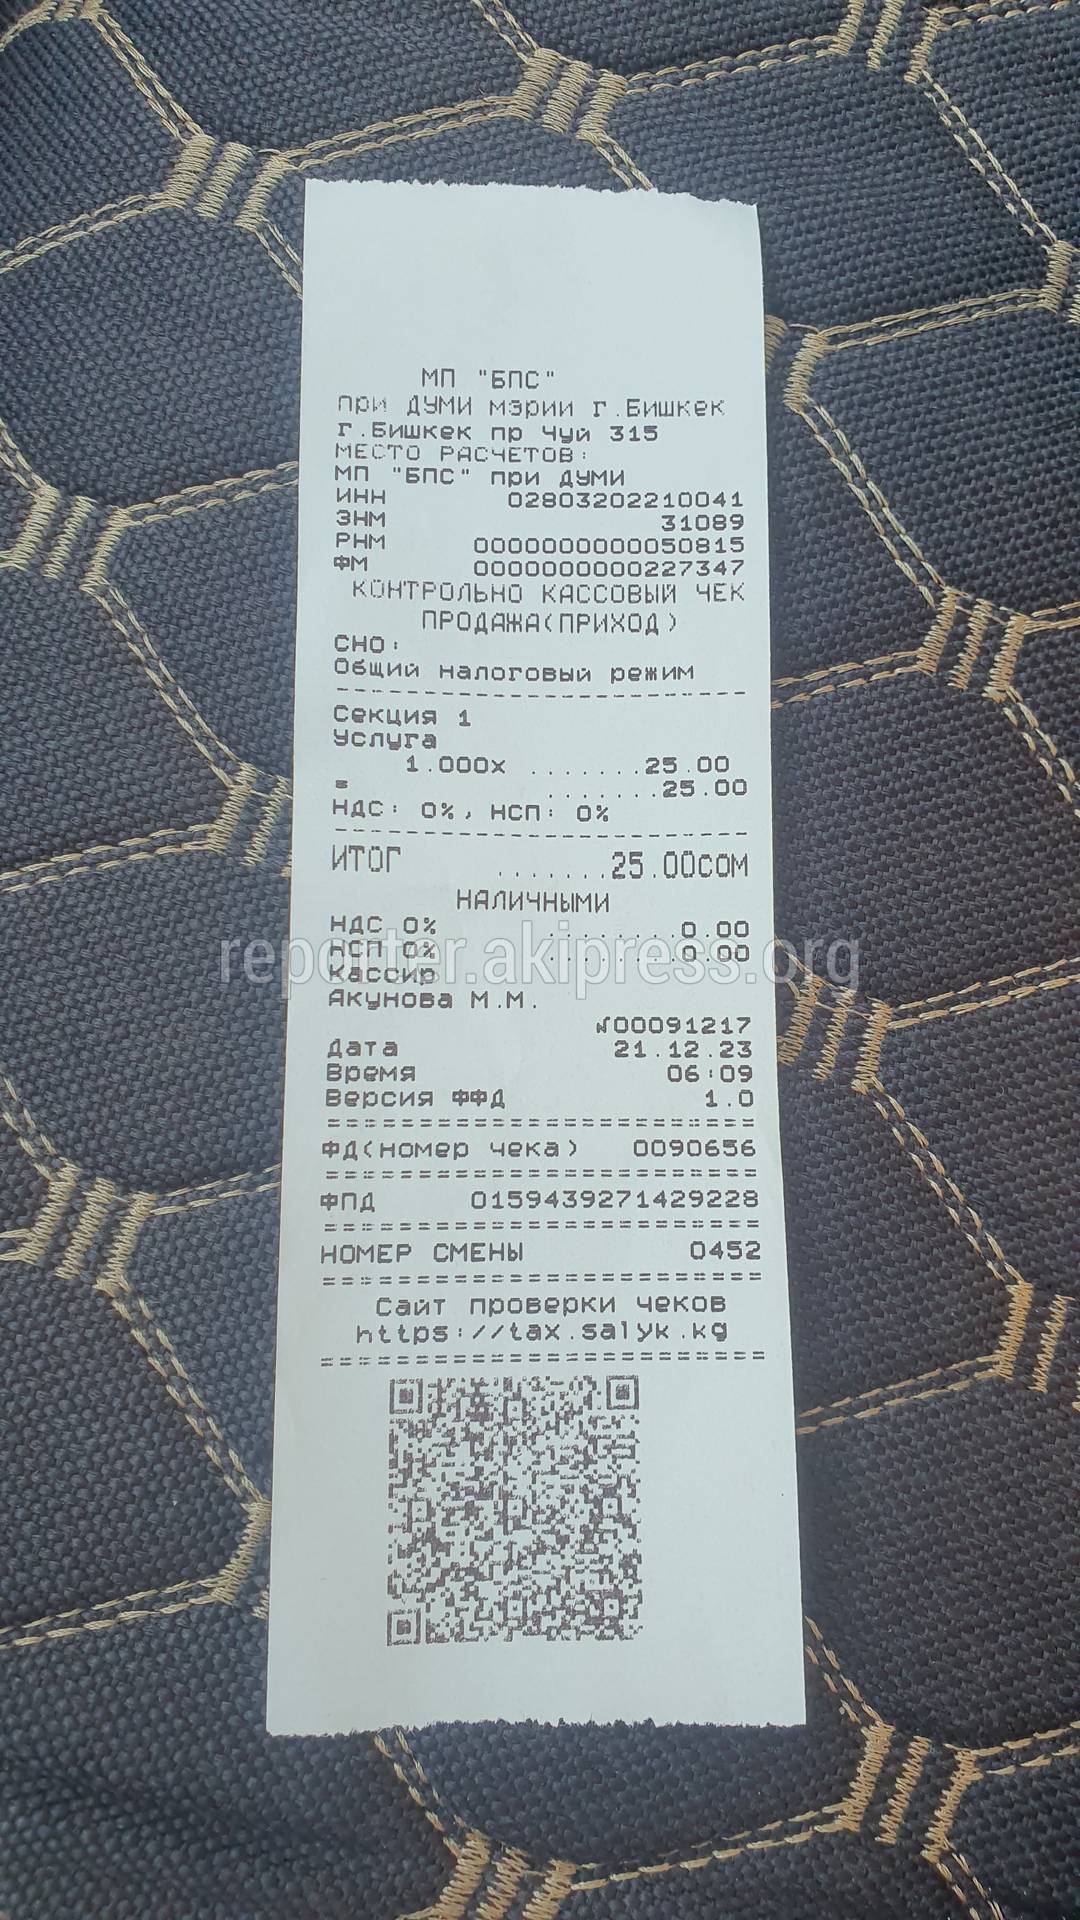 МП "БПС"
при ДУМИ мэрии г.Бишкек
г.Бишкек пр Чуй 315
МЕСТО РАСЧЕТОВ:
МП "БПС" при ДУМИ
ИНН 02803202210041
ЗНМ 31089
РНМ 0000000000050815
ФМ 0000000000227347
КОНТРОЛЬНО КАССОВЫЙ ЧЕК
ПРОДАЖА(ПРИХОД)
СНО:
Общий налоговый режим
------------------------
Секция 1
Услуга
1.000x .......25.00
= .......25.00
НДС: 0%, НСП: 0%
------------------------
ИТОГ .......25.00СОМ
НАЛИЧНЫМИ
НДС 0% ........0.00
НСП 0% ........0.00
reporter.akipress.org
Кассир
Акунова М.М.
№00091217
Дата 21.12.23
Время 06:09
Версия ФФД 1.0
========================
ФД(номер чека) 0090656
========================
ФПД 0159439271429228
========================
НОМЕР СМЕНЫ 0452
========================
Сайт проверки чеков
https://tax.salyk.kg
========================